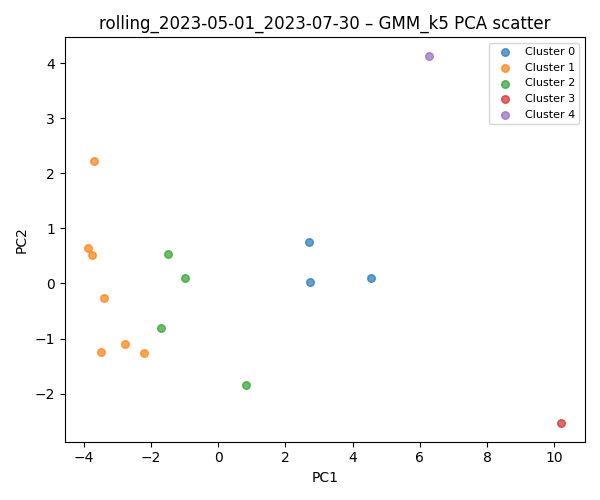 rolling_2023-05-01_2023-07-30 – GMM_k5 PCA scatter
Cluster 0
Cluster 1
Cluster 2
Cluster 3
Cluster 4
PC2
4
3
2
1
0
−1
−2
−4
−2
0
2
4
6
8
10
PC1